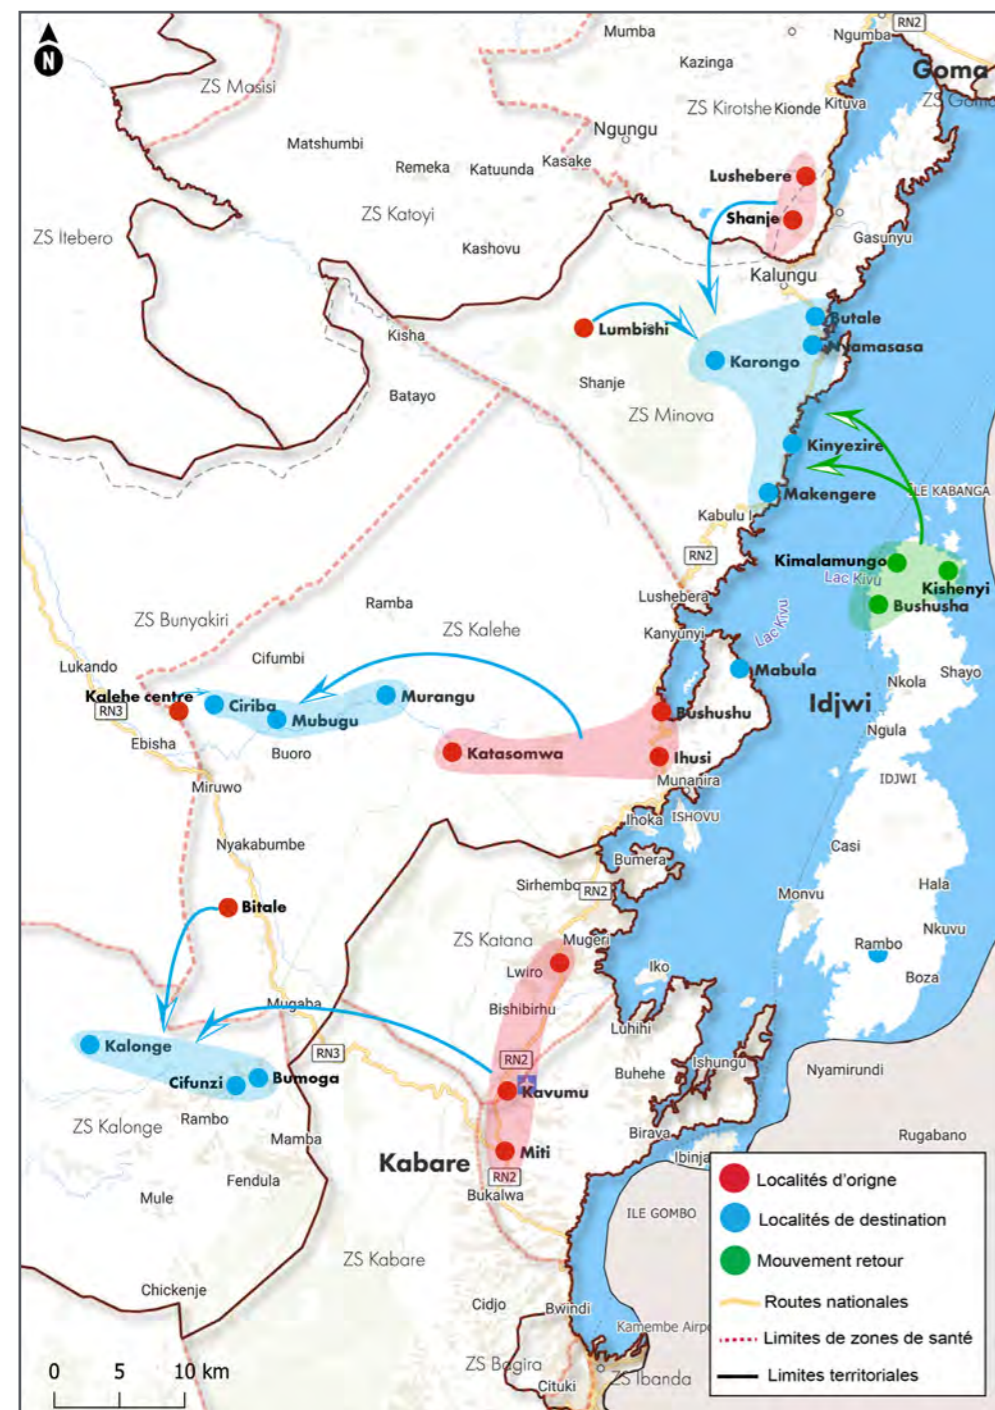 N
RN2
Ngumba
Mumba
Kazinga
Goma
ZS Masisi
ZS Goma
ZS Kirotshe
Kionde
Kituva
Ngungu
Matshumbi
Remeka
Katuunda
Kasake
Lushebere
ZS Katoyi
Shanje
ZS Itebero
Kashovu
Gasunyu
Kalungu
Butale
Kisha
Lumbishi
Nyamasasa
Karongo
Shanje
Batayo
ZS Minova
Kinyezire
Makengere
ÎLE KABANGA
Kabulu I
RN2
Kimalamungo
Lac Kivu
Kishenyi
Bushusha
Lushebera
Ramba
ZS Bunyakiri
ZS Kalehe
Kanyunyi
Lac Kivu
Cifumbi
Lukando
Mabula
Shayo
Nkola
Kalehe centre
Murangu
Ciriba
RN3
Mubugu
Bushushu
Idjwi
Ebisha
Buoro
Katasomwa
Ihusi
Ngula
Munanira
IDJWI
Miruwo
Ihoka
ISHOVU
Nyakabumbe
Casi
Bumera
Sirhembo
RN2
Hala
Monvu
Bitale
Nkuvu
ZS Katana
Mugeri
Rambo
Lwiro
Iko
Boza
Mugaba
Bishibirhu
Luhihi
Kalonge
RN3
RN2
Ishungu
Buhehe
Nyamirundi
Cifunzi
Bumoga
Kavumu
Rambo
ZS Kalonge
Mamba
Birava
Rugabano
Kabare
Miti
Ibinja
Fendula
RN2
Mule
Bukalwa
Localités d'origne
ILE GOMBO
Localités de destination
ZS Kabare
Mouvement retour
Chickenje
Routes nationales
Cidjo
Bwindi
Kamembe Airpo
Limites de zones de santé
0 5 10 km
ZS Bagira
ZS Ibanda
Limites territoriales
Cituki